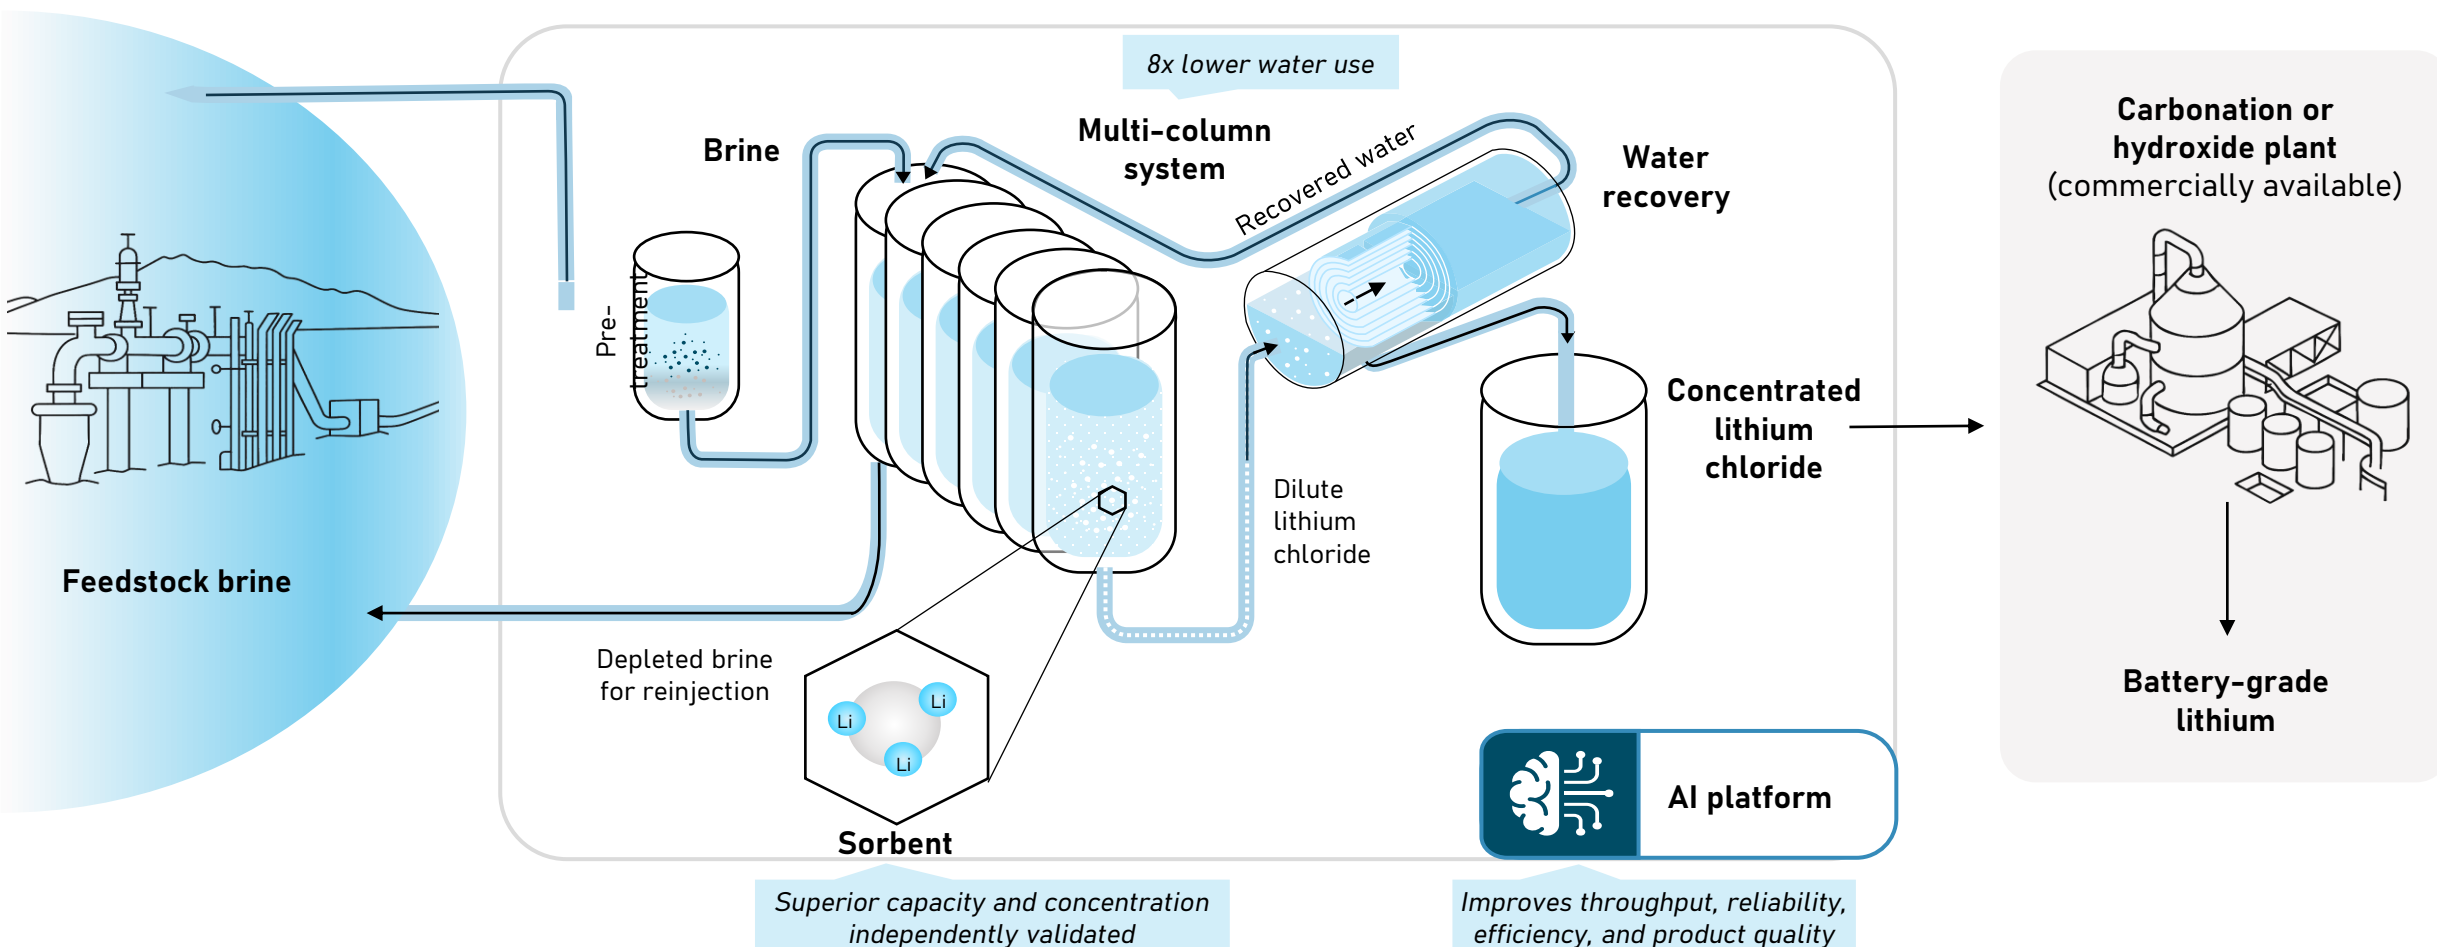 8x lower water use
Multi-column
system
Brine
Recovered water
Water
recovery
Pre-
treatment
Feedstock brine
Depleted brine
for reinjection
Li
Li
Li
Sorbent
Superior capacity and concentration
independently validated
Dilute
lithium
chloride
Concentrated
lithium
chloride
AI platform
Improves throughput, reliability,
efficiency, and product quality
Carbonation or
hydroxide plant
(commercially available)
Battery-grade
lithium